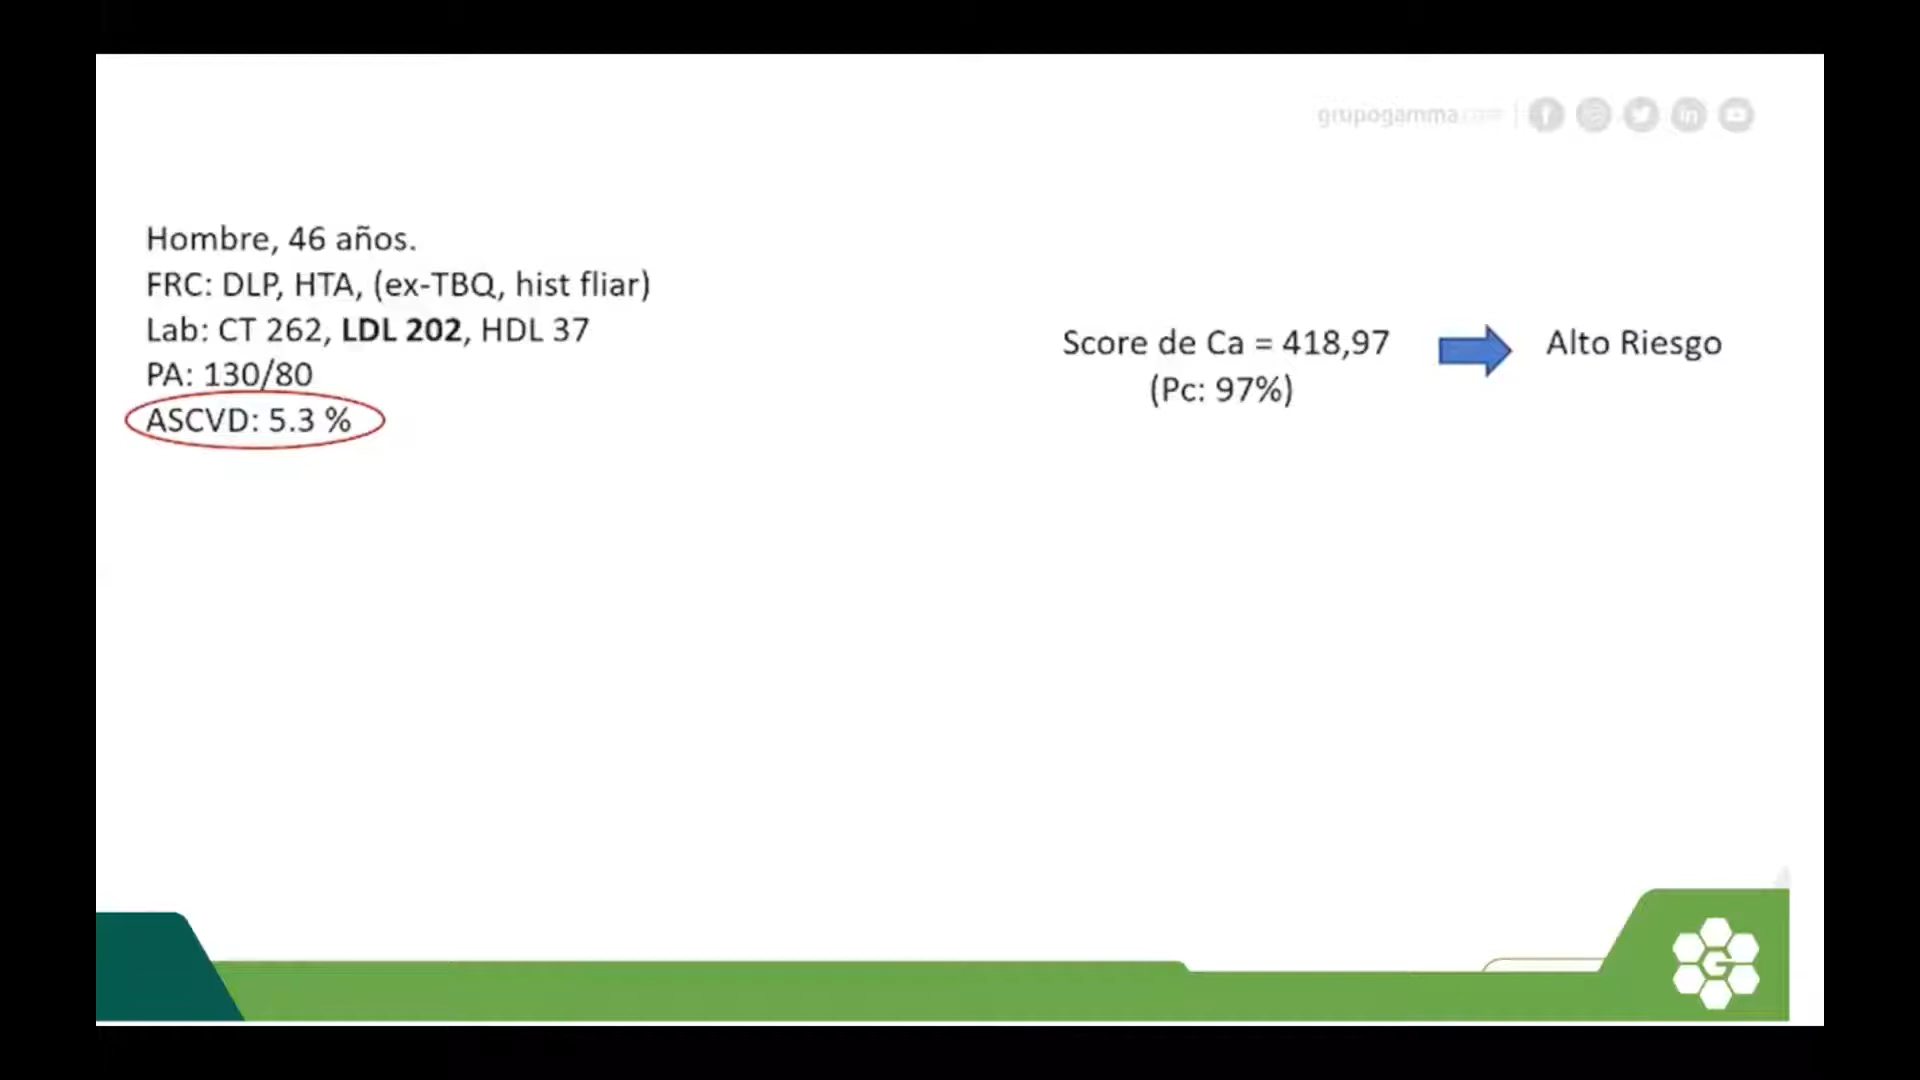 grupogamma.com
Hombre, 46 años.
FRC: DLP, HTA, (ex-TBQ, hist fliar)
Lab: CT 262, LDL 202, HDL 37
PA: 130/80
ASCVD: 5.3 %
Score de Ca = 418,97
(Pc: 97%)
Alto Riesgo